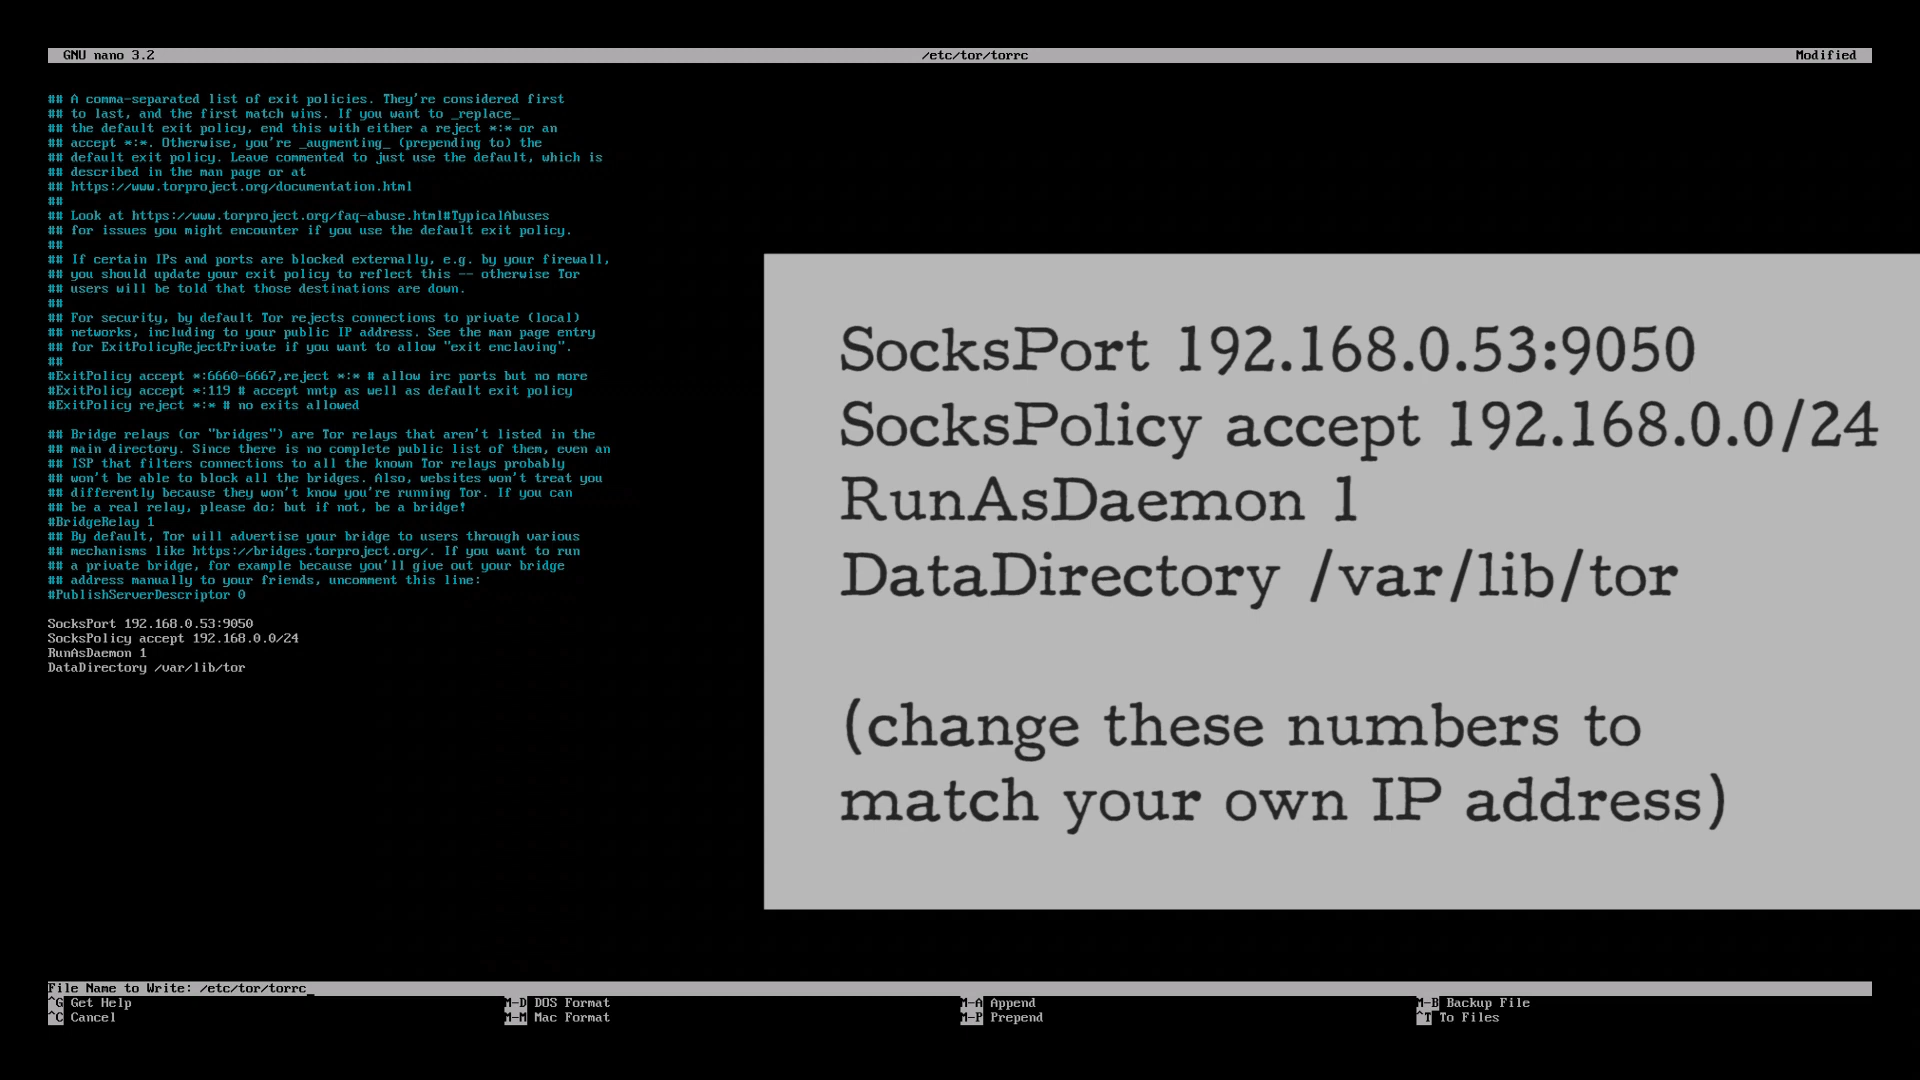 GNU nano 3.2 /etc/tor/torrc Modified
## A comma-separated list of exit policies. They're considered first
## to last, and the first match wins. If you want to _replace_
## the default exit policy, end this with either a reject *:* or an
## accept *:*. Otherwise, you're _augmenting_ (prepending to) the
## default exit policy. Leave commented to just use the default, which is
## described in the man page or at
## https://www.torproject.org/documentation.html
##
## Look at https://www.torproject.org/faq-abuse.html#TypicalAbuses
## for issues you might encounter if you use the default exit policy.
##
## If certain IPs and ports are blocked externally, e.g. by your firewall,
## you should update your exit policy to reflect this -- otherwise Tor
## users will be told that those destinations are down.
##
## For security, by default Tor rejects connections to private (local)
## networks, including to your public IP address. See the man page entry
## for ExitPolicyRejectPrivate if you want to allow "exit enclaving".
##
#ExitPolicy accept *:6660-6667,reject *:* # allow irc ports but no more
#ExitPolicy accept *:119 # accept nntp as well as default exit policy
#ExitPolicy reject *:* # no exits allowed
## Bridge relays (or "bridges") are Tor relays that aren't listed in the
## main directory. Since there is no complete public list of them, even an
## ISP that filters connections to all the known Tor relays probably
## won't be able to block all the bridges. Also, websites won't treat you
## differently because they won't know you're running Tor. If you can
## be a real relay, please do; but if not, be a bridge!
#BridgeRelay 1
## By default, Tor will advertise your bridge to users through various
## mechanisms like https://bridges.torproject.org/. If you want to run
## a private bridge, for example because you'll give out your bridge
## address manually to your friends, uncomment this line:
#PublishServerDescriptor 0
SocksPort 192.168.0.53:9050
SocksPolicy accept 192.168.0.0/24
RunAsDaemon 1
DataDirectory /var/lib/tor
SocksPort 192.168.0.53:9050
SocksPolicy accept 192.168.0.0/24
RunAsDaemon 1
DataDirectory /var/lib/tor
(change these numbers to
match your own IP address)
File Name to Write: /etc/tor/torrc
^G Get Help M-D DOS Format M-A Append M-B Backup File
^C Cancel M-M Mac Format M-P Prepend ^T To Files